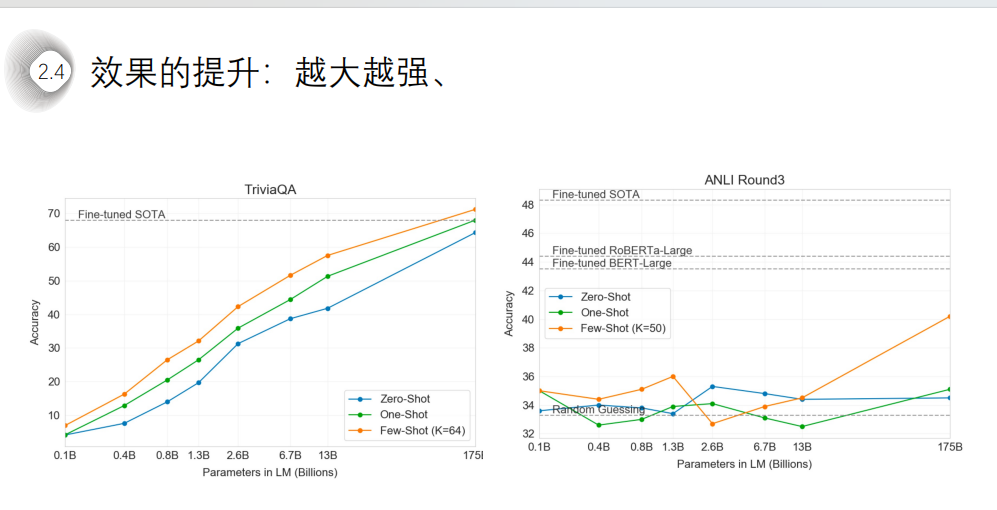 2.4
效果的提升：越大越强、
TriviaQA
Fine-tuned SOTA
70
60
50
40
30
20
10
Accuracy
Zero-Shot
One-Shot
Few-Shot (K=64)
0.1B 0.4B 0.8B 1.3B 2.6B 6.7B 13B 175B
Parameters in LM (Billions)
ANLI Round3
Fine-tuned SOTA
Fine-tuned RoBERTa-Large
Fine-tuned BERT-Large
48
46
44
42
40
38
36
34
32
Accuracy
Zero-Shot
One-Shot
Few-Shot (K=50)
Random Guessing
0.1B 0.4B 0.8B 1.3B 2.6B 6.7B 13B 175B
Parameters in LM (Billions)